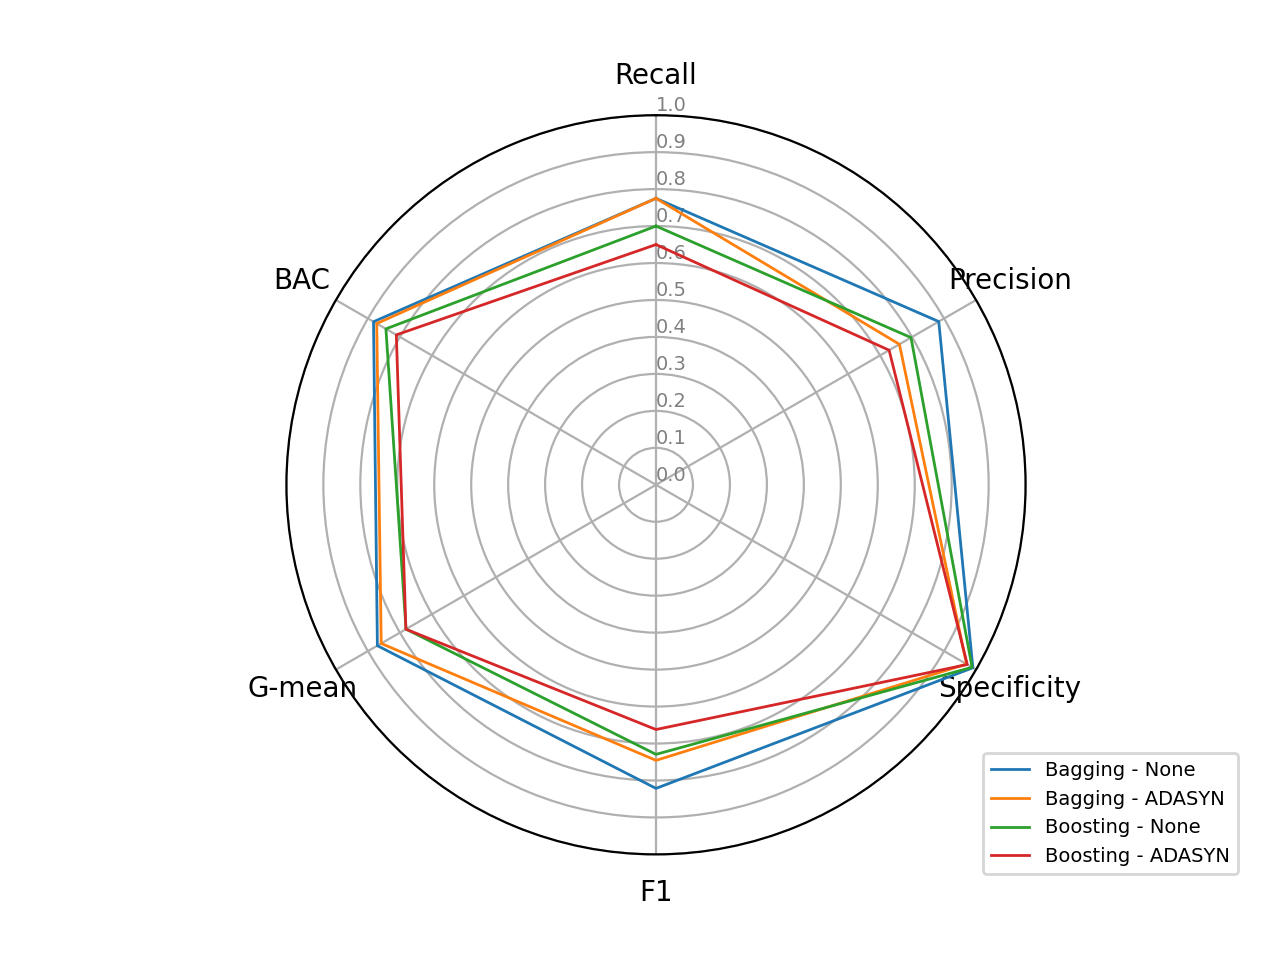 Recall
1.0
0.9
0.8
0.7
0.6
0.5
0.4
0.3
0.2
0.1
0.0
BAC
Precision
G-mean
Specificity
F1
Bagging - None
Bagging - ADASYN
Boosting - None
Boosting - ADASYN